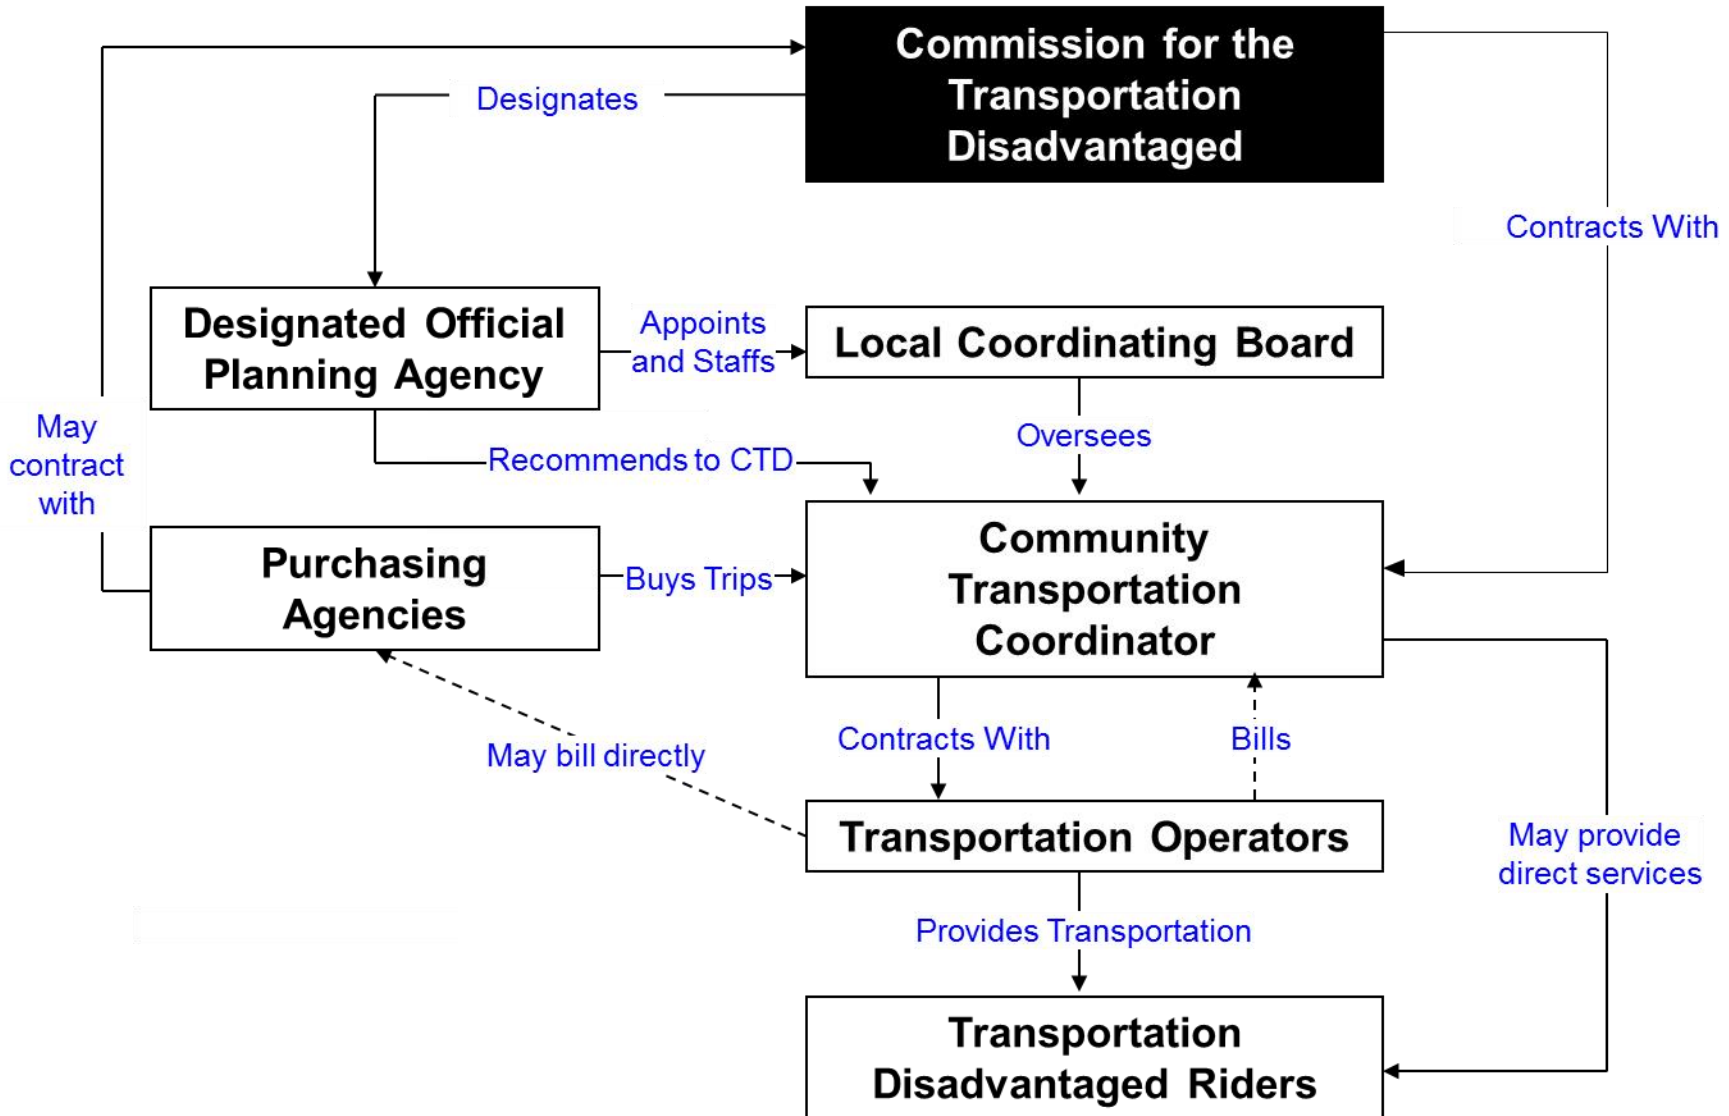 Commission for the
Transportation
Disadvantaged
Designates
Contracts With
Designated Official
Planning Agency
Appoints
and Staffs
Local Coordinating Board
May
contract
with
Oversees
Recommends to CTD
Purchasing
Agencies
Buys Trips
Community
Transportation
Coordinator
May bill directly
Contracts With
Bills
Transportation Operators
May provide
direct services
Provides Transportation
Transportation
Disadvantaged Riders